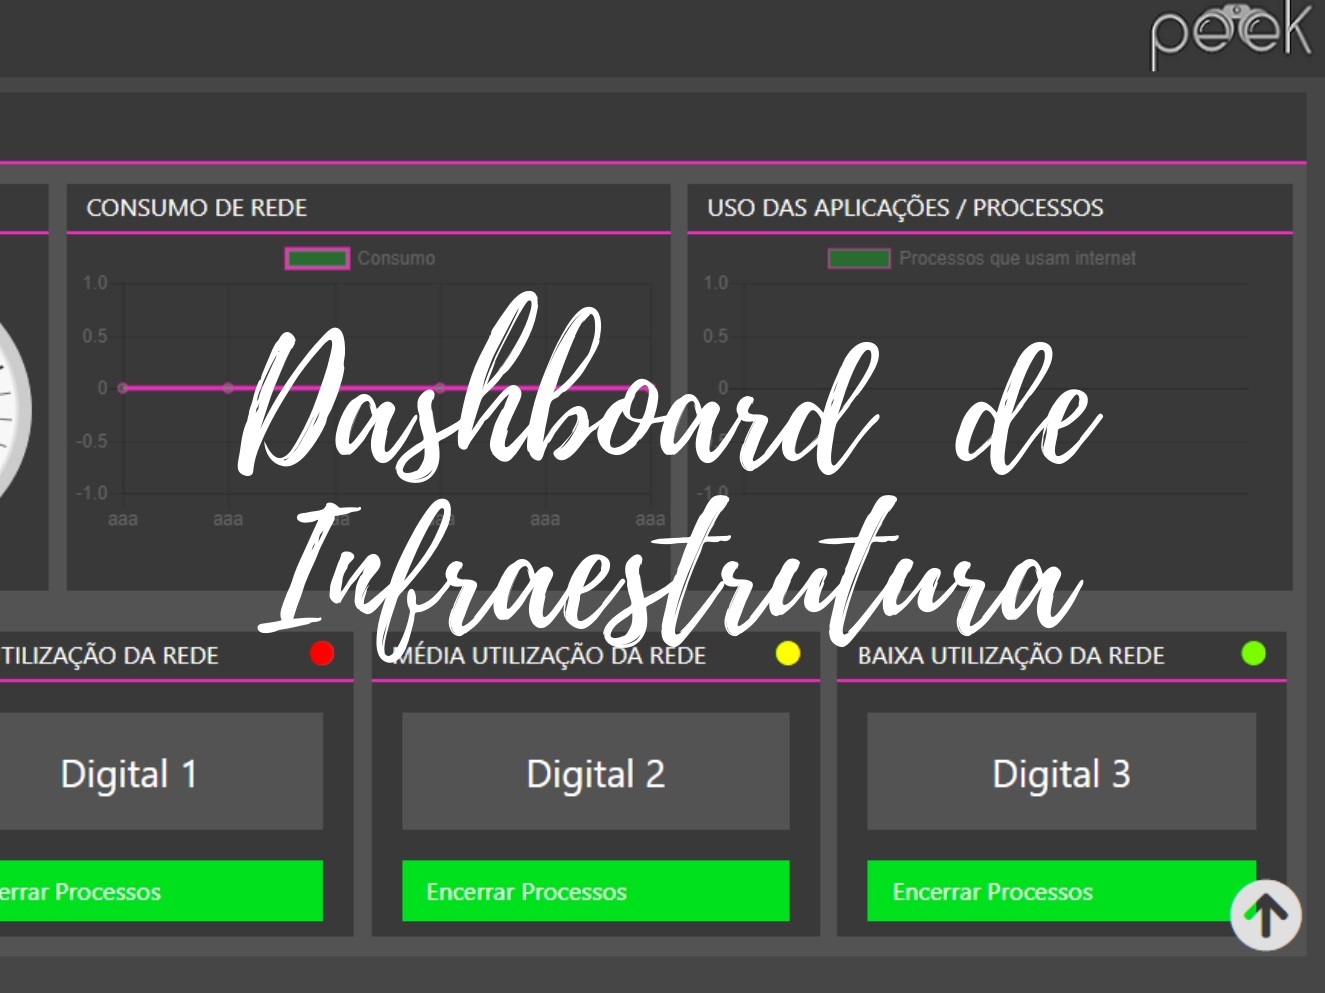 peek
CONSUMO DE REDE
USO DAS APLICAÇÕES / PROCESSOS
Consumo
Processos que usam internet
1.0
0.5
0
-0.5
-1.0
aaa aaa aaa aaa aaa
1.0
0.5
0
-1.0
Dashboard de
Infraestrutura
TILIZAÇÃO DA REDE
MÉDIA UTILIZAÇÃO DA REDE
BAIXA UTILIZAÇÃO DA REDE
Digital 1
Digital 2
Digital 3
errar Processos
Encerrar Processos
Encerrar Processos